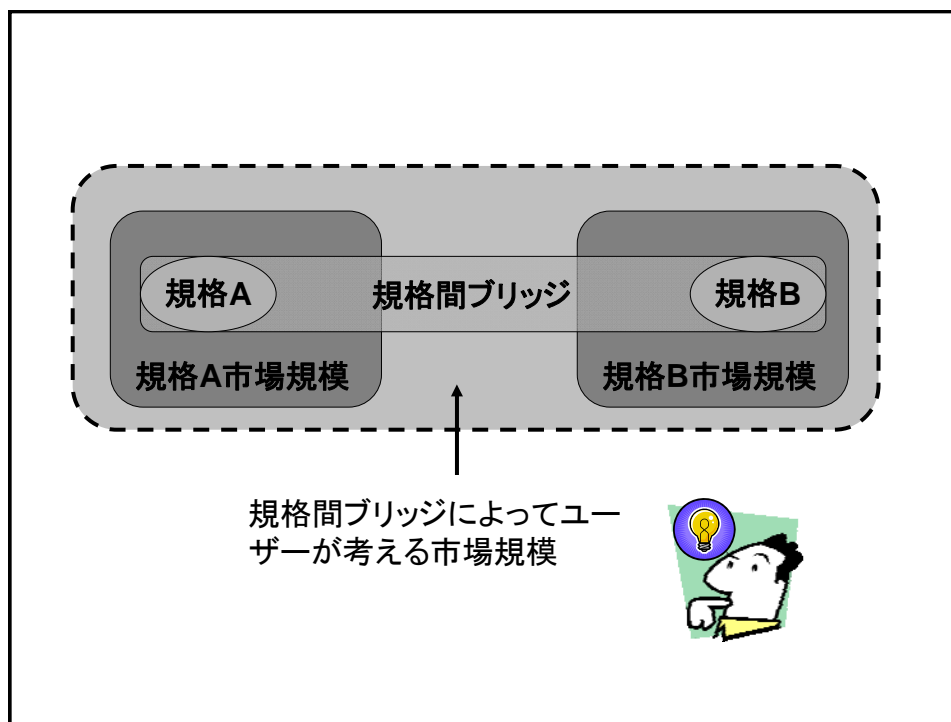 規格A
規格間ブリッジ
規格B
規格A市場規模
規格B市場規模
規格間ブリッジによってユー
ザーが考える市場規模